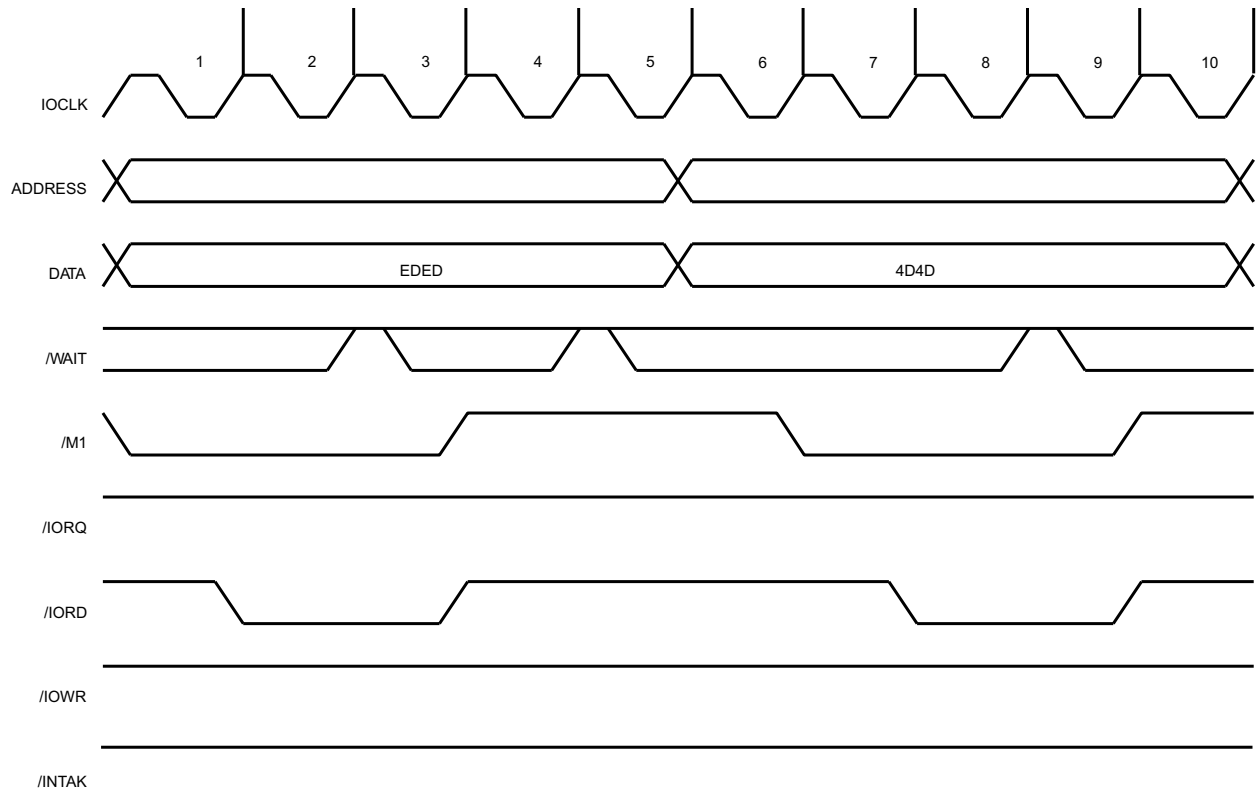 1 2 3 4 5 6 7 8 9 10
IOCLK
ADDRESS
DATA EDED 4D4D
/WAIT
/M1
/IORQ
/IORD
/IOWR
/INTAK